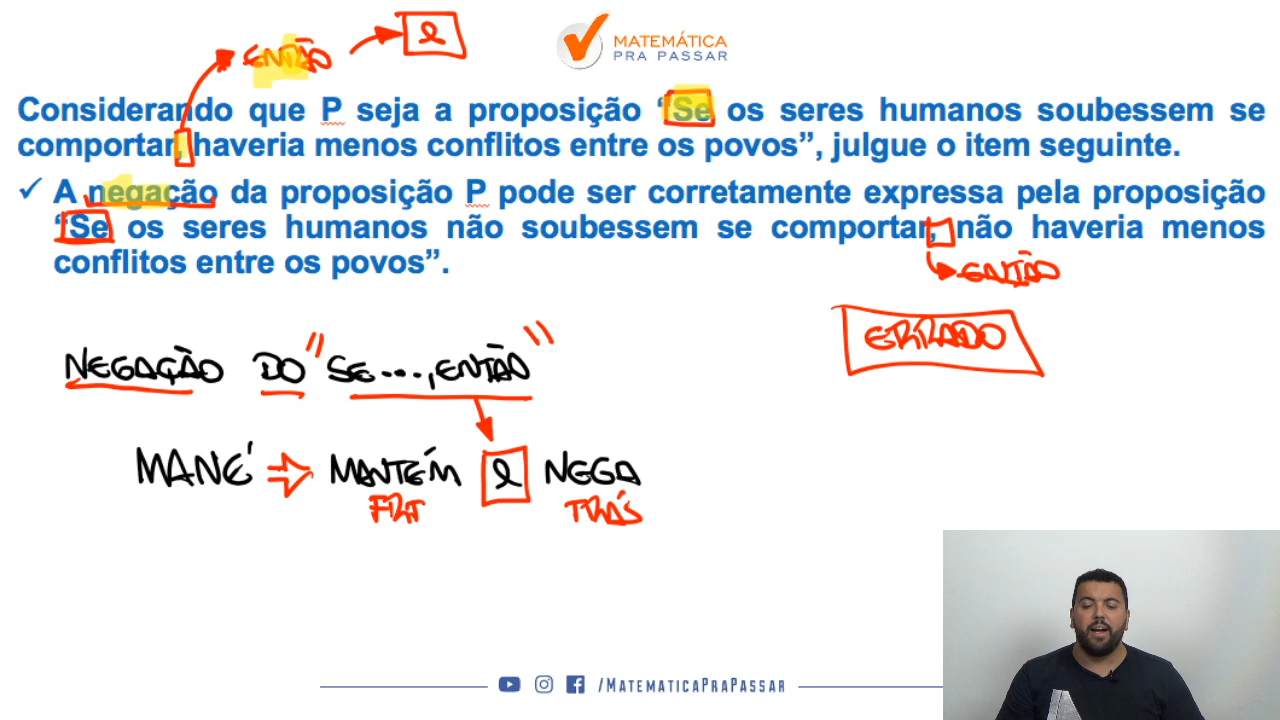 ENTÃO e
MATEMÁTICA
PRA PASSAR
Considerando que P seja a proposição “Se os seres humanos soubessem se
comportar, haveria menos conflitos entre os povos”, julgue o item seguinte.
✓ A negação da proposição P pode ser corretamente expressa pela proposição
“Se os seres humanos não soubessem se comportar, não haveria menos
conflitos entre os povos”.
ENTÃO
ERRADO
NEGAÇÃO DO "SE...,ENTÃO"
MANÉ ⇒ MANTÉM e NEGA
FRT TRÁS
/MATEMATICAPRAPASSAR